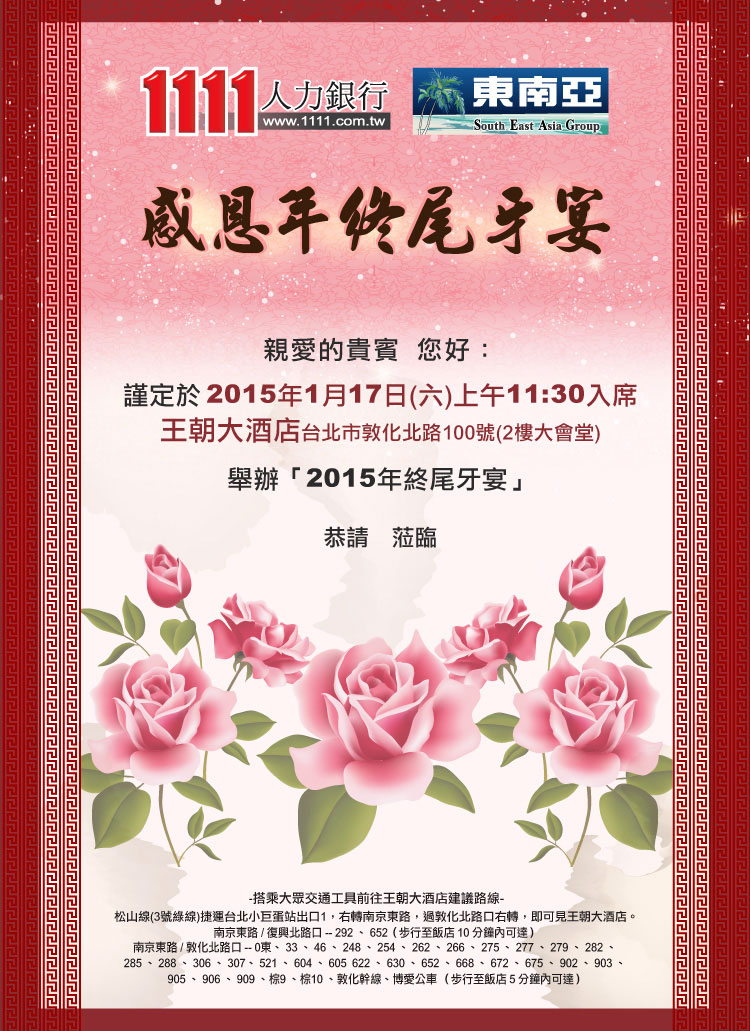 1111 人力銀行
www.1111.com.tw
東南亞
South East Asia Group
感恩年終尾牙宴
親愛的貴賓 您好：
謹定於 2015年1月17日(六)上午11:30入席
王朝大酒店台北市敦化北路100號(2樓大會堂)
舉辦「2015年終尾牙宴」
恭請 蒞臨
-搭乘大眾交通工具前往王朝大酒店建議路線-
松山線(3號綠線)捷運台北小巨蛋站出口1，右轉南京東路，過敦化北路口右轉，即可見王朝大酒店。
南京東路 / 復興北路口 -- 292 、 652 ( 步行至飯店 10 分鐘內可達 )
南京東路 / 敦化北路口 -- 0東、 33 、 46 、 248 、 254 、 262 、 266 、 275 、 277 、 279 、 282 、
285 、 288 、 306 、 307、 521 、 604 、 605 622 、 630 、 652 、 668 、 672 、 675 、 902 、 903 、
905 、 906 、 909 、棕9 、棕10 、敦化幹線、博愛公車 （ 步行至飯店 5 分鐘內可達 )